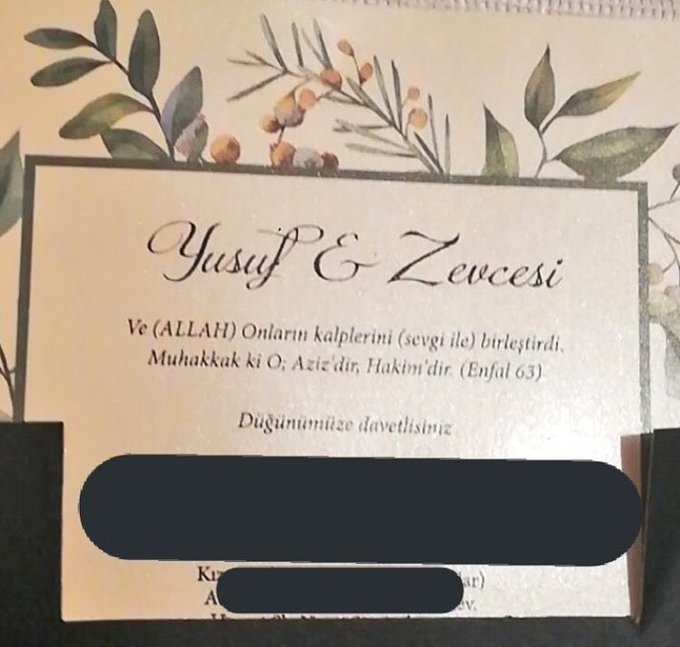 Yusuf & Zevcesi
Ve (ALLAH) Onların kalplerini (sevgi ile) birleştirdi.
Muhakkak ki O; Aziz'dir, Hakim'dir. (Enfal 63)
Düğünümüze davetlisiniz